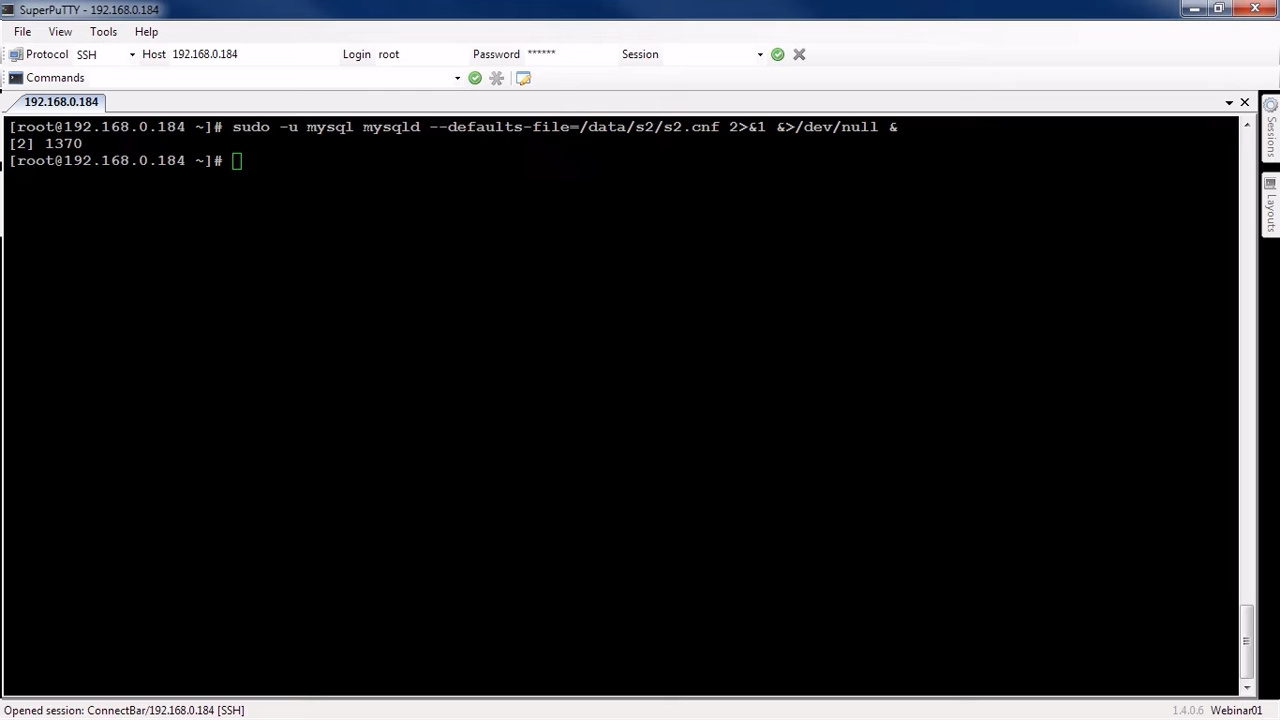 SuperPuTTY - 192.168.0.184
File View Tools Help
Protocol SSH Host 192.168.0.184 Login root Password ****** Session
Commands
192.168.0.184
[root@192.168.0.184 ~]# sudo -u mysql mysqld --defaults-file=/data/s2/s2.cnf 2>&1 &>/dev/null &
[2] 1370
[root@192.168.0.184 ~]#
Sessions
Layouts
Opened session: ConnectBar/192.168.0.184 [SSH] 1.4.0.6 Webinar01